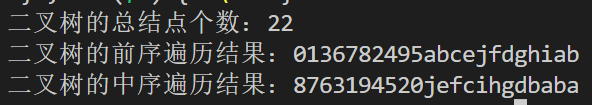 二叉树的总结点个数：22
二叉树的前序遍历结果：0136782495abcejfdghiab
二叉树的中序遍历结果：8763194520jefcihgdbaba